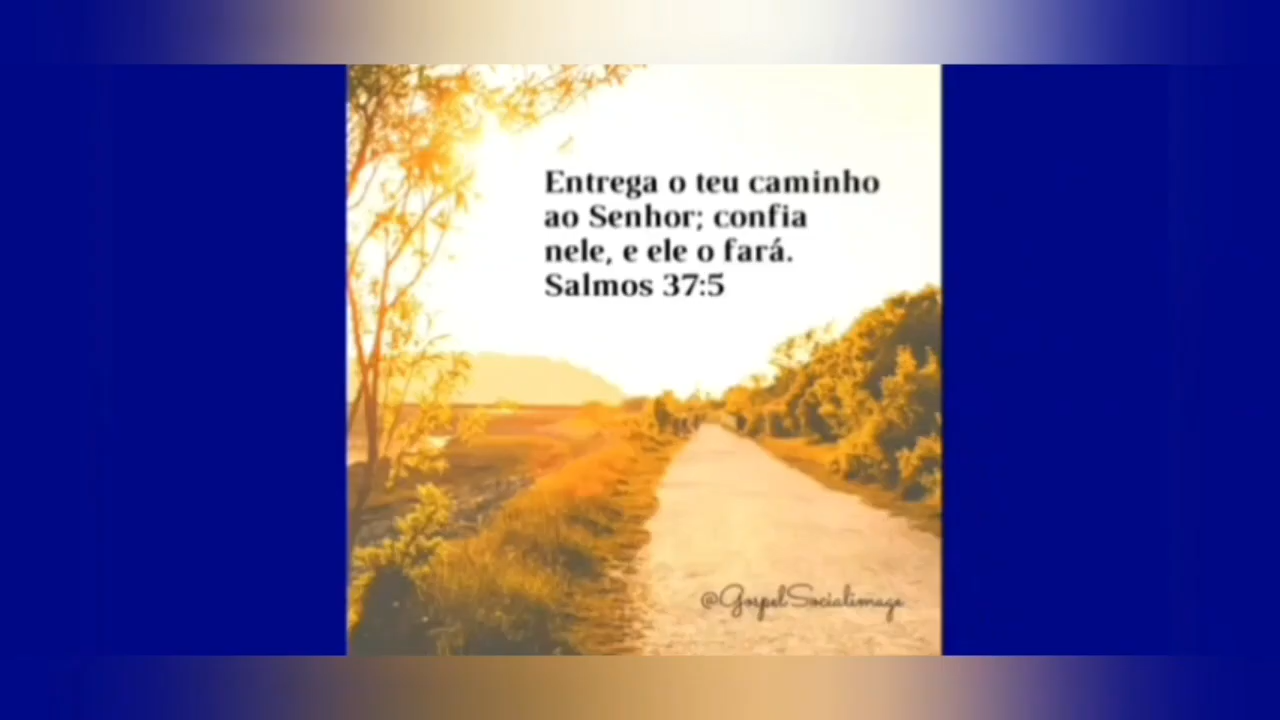 Entrega o teu caminho
ao Senhor; confia
nele, e ele o fará.
Salmos 37:5
@GospelSocialimage